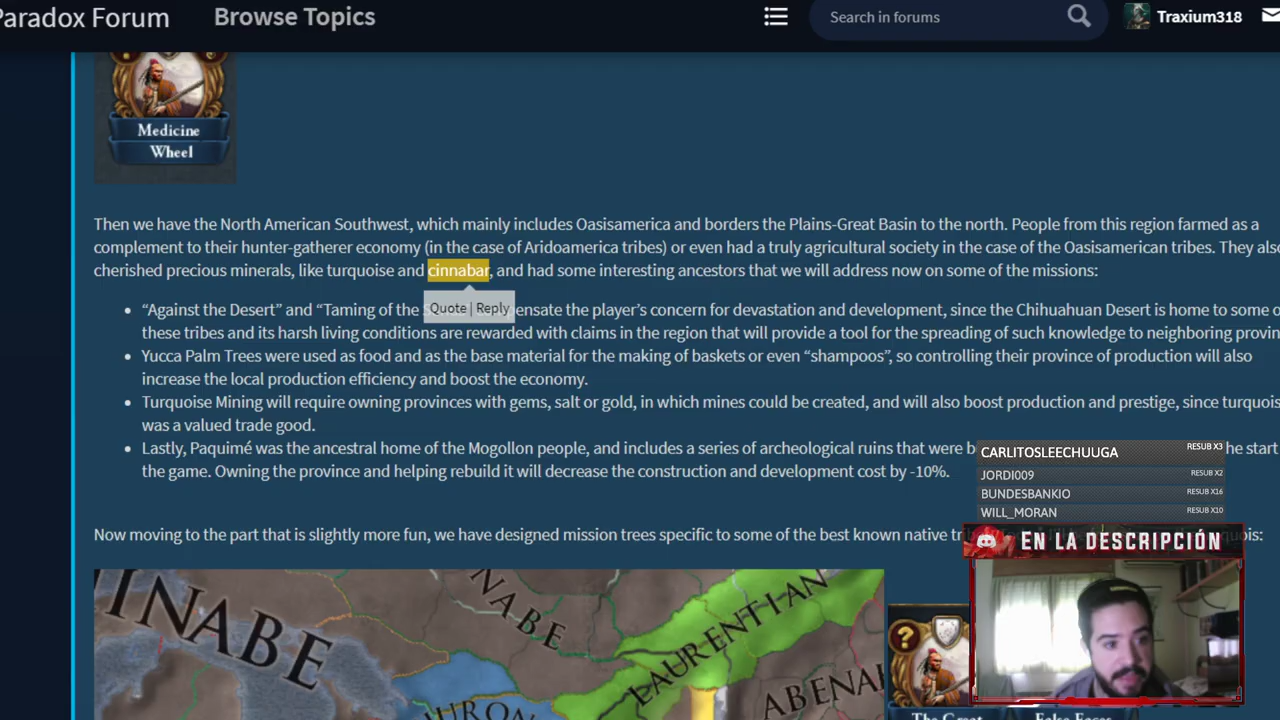 Paradox Forum
Browse Topics
Search in forums
Traxium318
Medicine
Wheel
Then we have the North American Southwest, which mainly includes Oasisamerica and borders the Plains-Great Basin to the north. People from this region farmed as a
complement to their hunter-gatherer economy (in the case of Aridoamerica tribes) or even had a truly agricultural society in the case of the Oasisamerican tribes. They also
cherished precious minerals, like turquoise and cinnabar, and had some interesting ancestors that we will address now on some of the missions:
Quote | Reply
• “Against the Desert” and “Taming of the ensate the player’s concern for devastation and development, since the Chihuahuan Desert is home to some o
these tribes and its harsh living conditions are rewarded with claims in the region that will provide a tool for the spreading of such knowledge to neighboring provin
• Yucca Palm Trees were used as food and as the base material for the making of baskets or even “shampoos”, so controlling their province of production will also
increase the local production efficiency and boost the economy.
• Turquoise Mining will require owning provinces with gems, salt or gold, in which mines could be created, and will also boost production and prestige, since turquois
was a valued trade good.
• Lastly, Paquimé was the ancestral home of the Mogollon people, and includes a series of archeological ruins that were b he start
the game. Owning the province and helping rebuild it will decrease the construction and development cost by -10%.
CARLITOSLEECHUUGA RESUB X3
JORDI009 RESUB X2
BUNDESBANKIO RESUB X16
WILL_MORAN RESUB X10
Now moving to the part that is slightly more fun, we have designed mission trees specific to some of the best known native quois:
EN LA DESCRIPCIÓN
INABE
NABE
LAURENTIAN
HURON
ABENA
The Great
False Faces